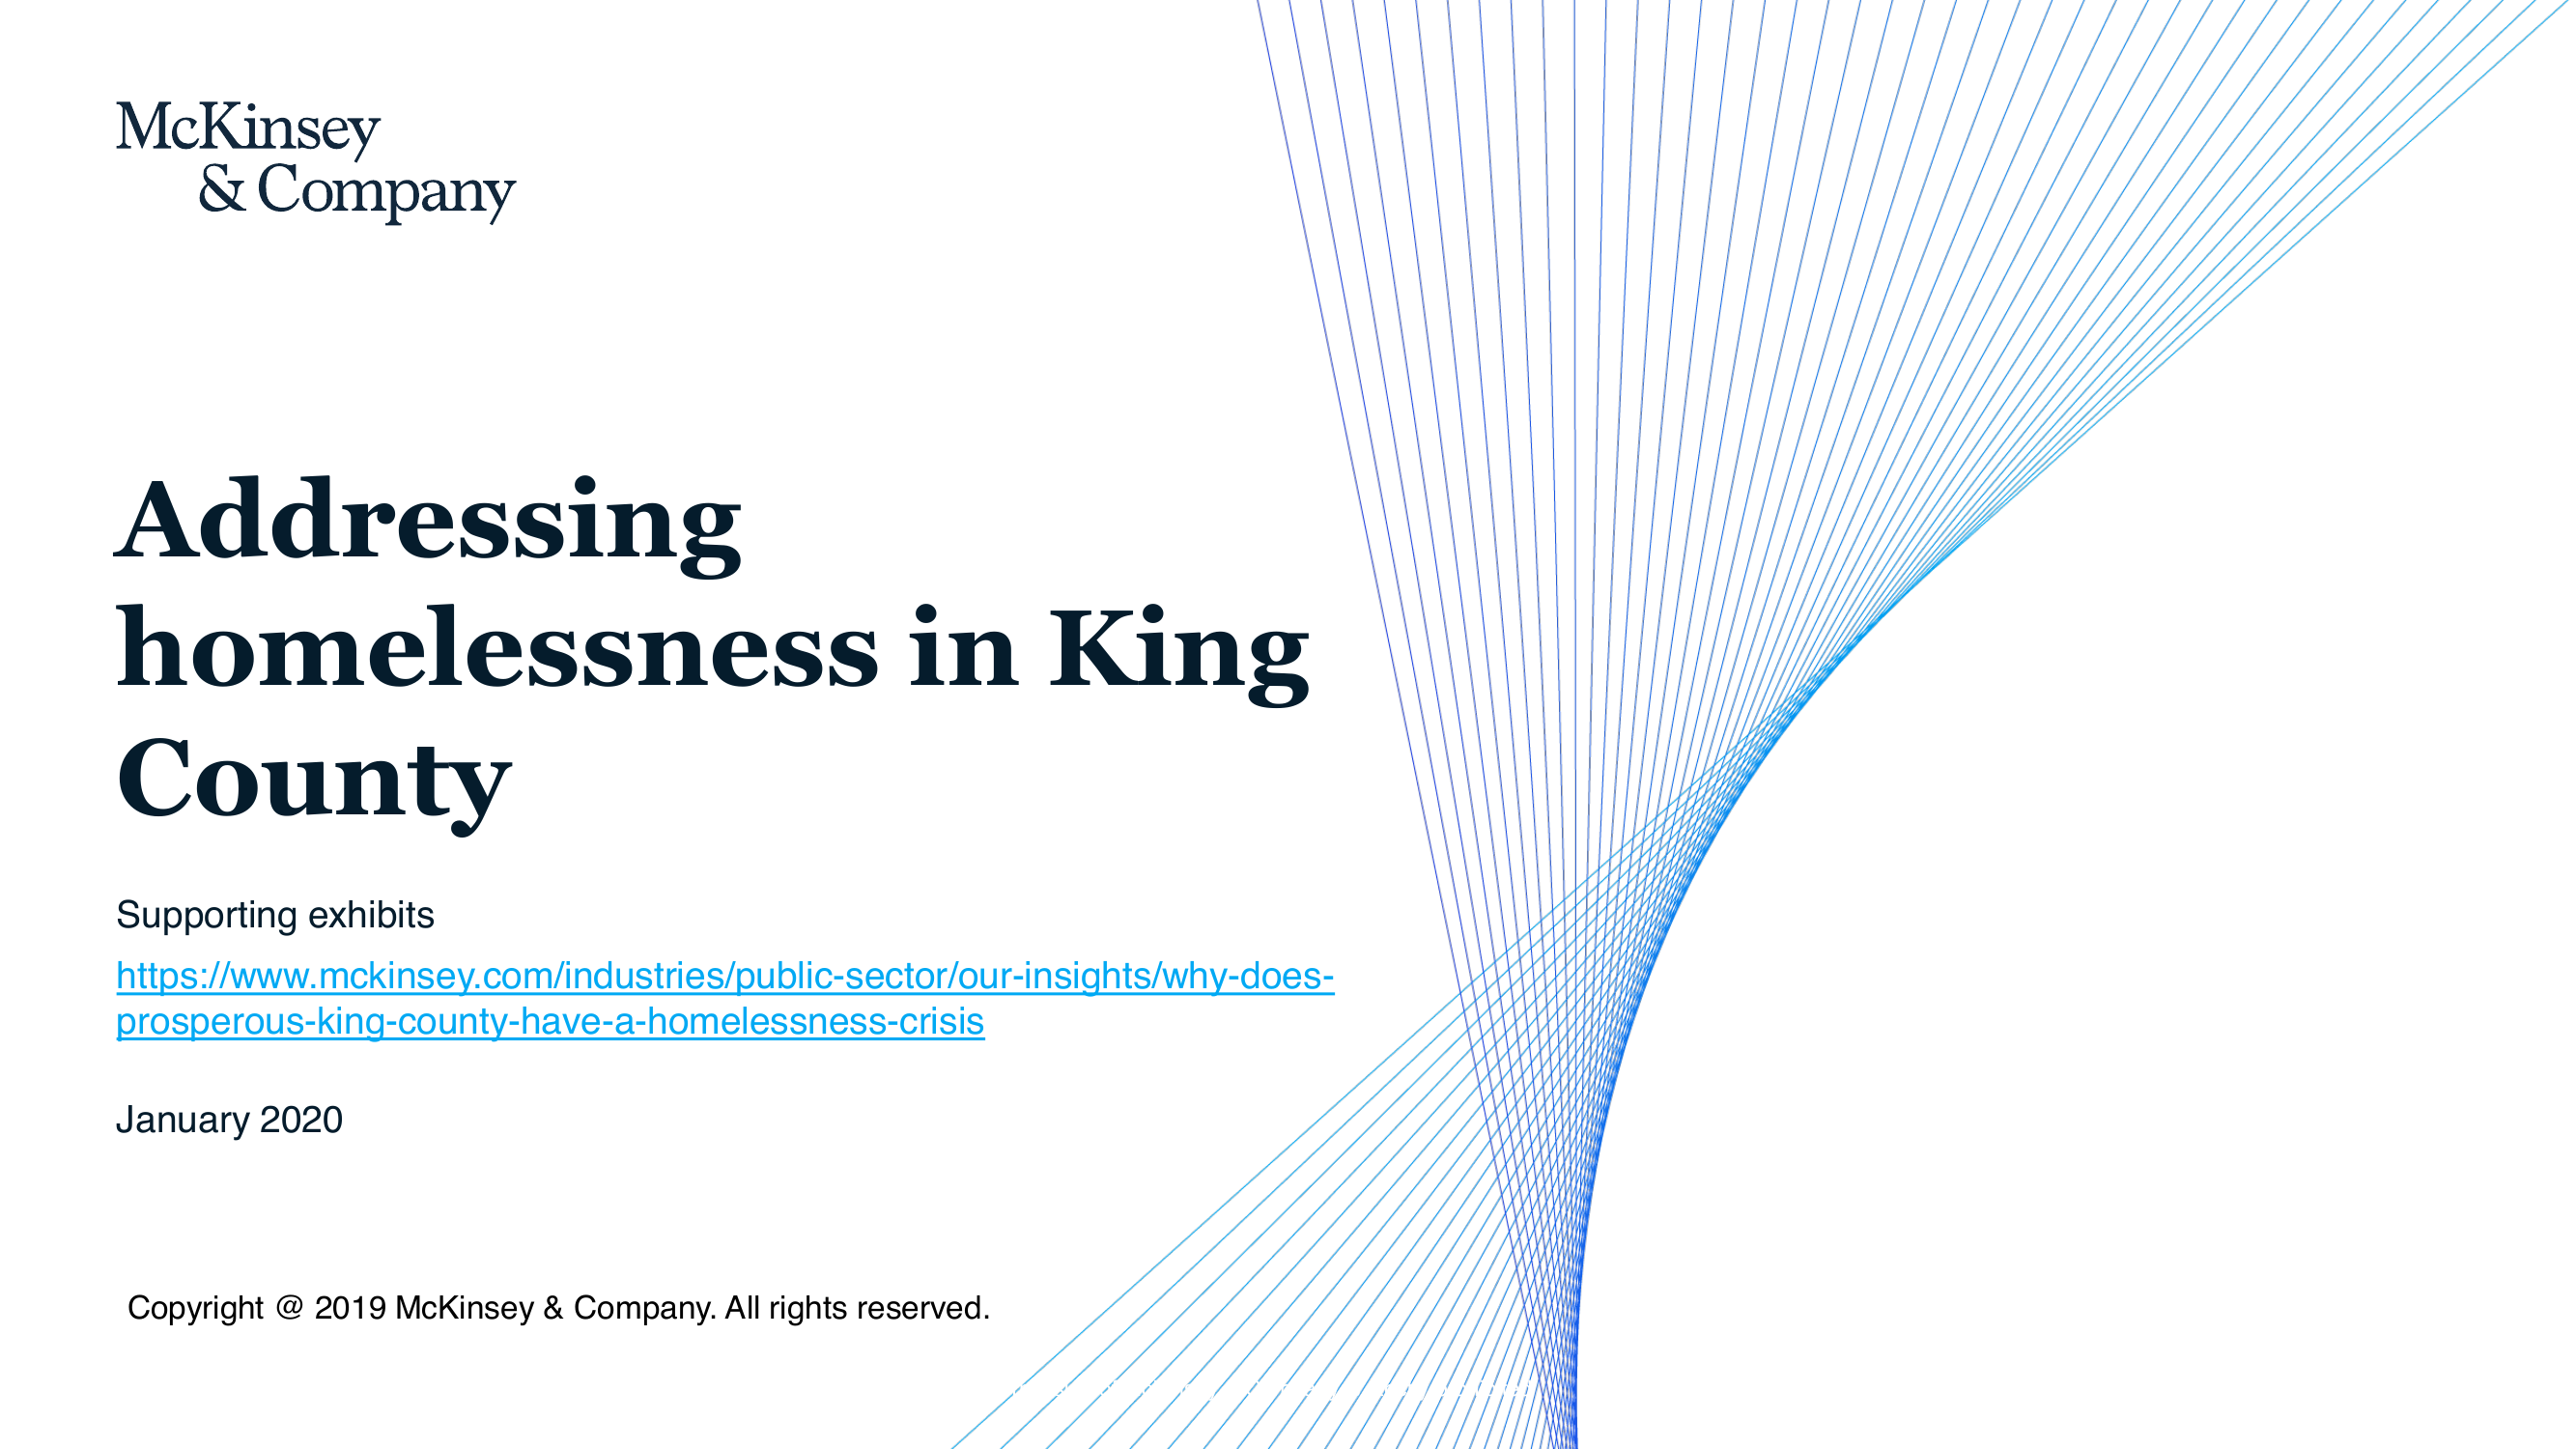 McKinsey
& Company
Addressing
homelessness in King
County
Supporting exhibits
https://www.mckinsey.com/industries/public-sector/our-insights/why-does-
prosperous-king-county-have-a-homelessness-crisis
January 2020
Copyright @ 2019 McKinsey & Company. All rights reserved.